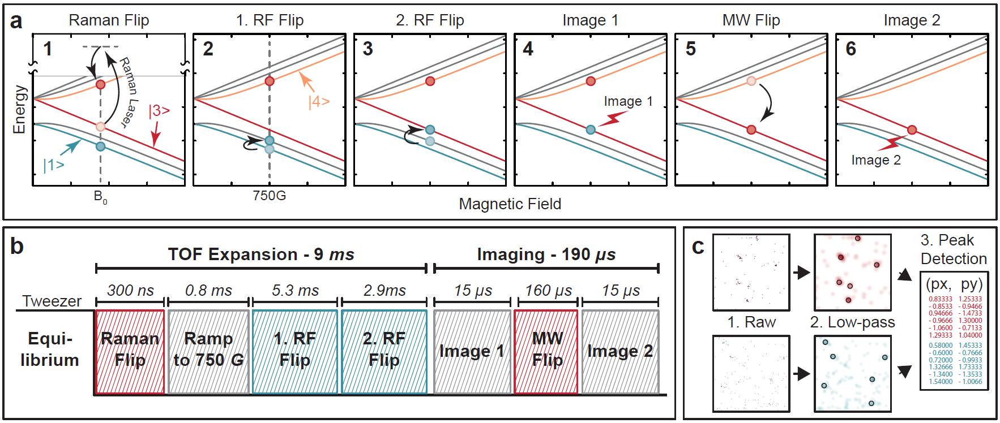 a
Raman Flip
1. RF Flip
2. RF Flip
Image 1
MW Flip
Image 2
1
2
3
4
5
6
Energy
Raman Laser
|3>
|1>
|4>
Image 1
Image 2
B0
750G
Magnetic Field
b
TOF Expansion - 9 ms
Imaging - 190 µs
Tweezer
300 ns
0.8 ms
5.3 ms
2.9ms
15 µs
160 µs
15 µs
Equi-
librium
Raman
Flip
Ramp
to 750 G
1. RF
Flip
2. RF
Flip
Image 1
MW
Flip
Image 2
c
1. Raw
2. Low-pass
3. Peak
Detection
(px, py)
0.83333 1.25333
- 0.8533 - 0.9466
0.94666 - 1.4733
- 0.9666 1.30000
- 1.0600 - 0.7133
1.29333 1.04000
0.58000 1.45333
- 0.6000 - 0.7666
0.72000 - 0.9933
1.32666 1.73333
- 1.3400 - 1.3533
1.54000 - 1.0066